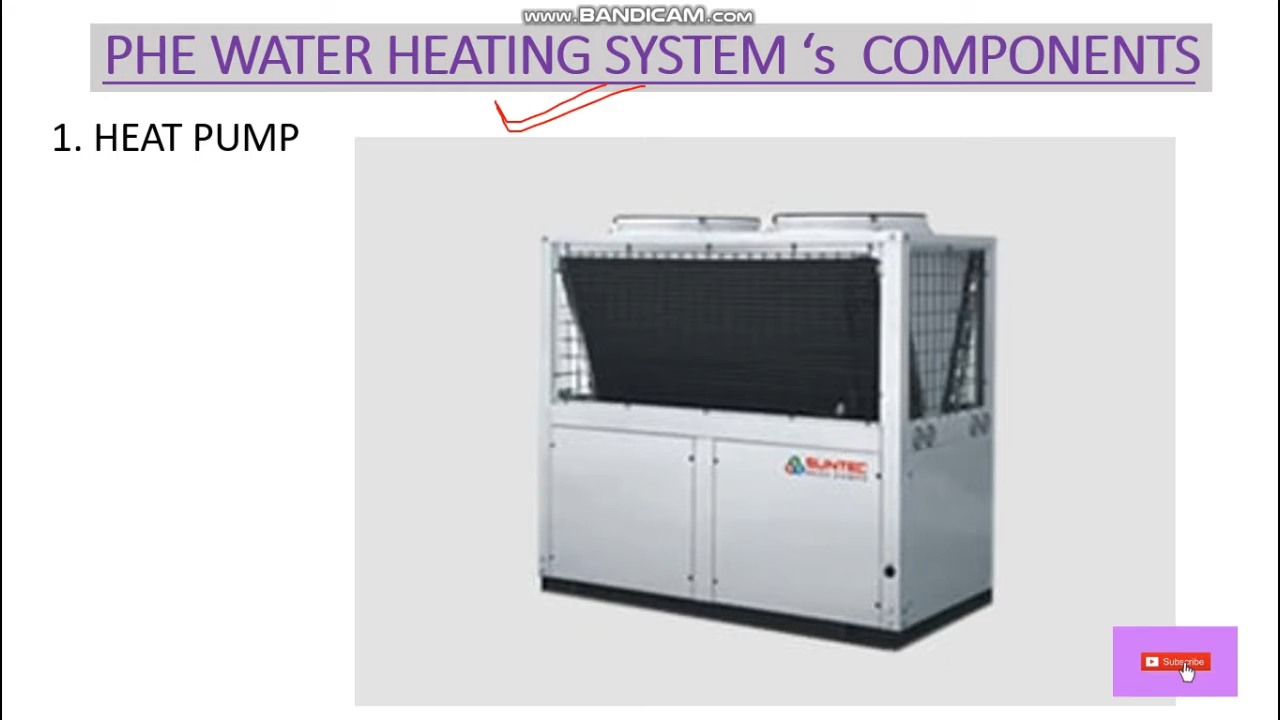 WWW.BANDICAM.COM
PHE WATER HEATING SYSTEM ‘s COMPONENTS
1. HEAT PUMP
SUNTEC
Subscribe